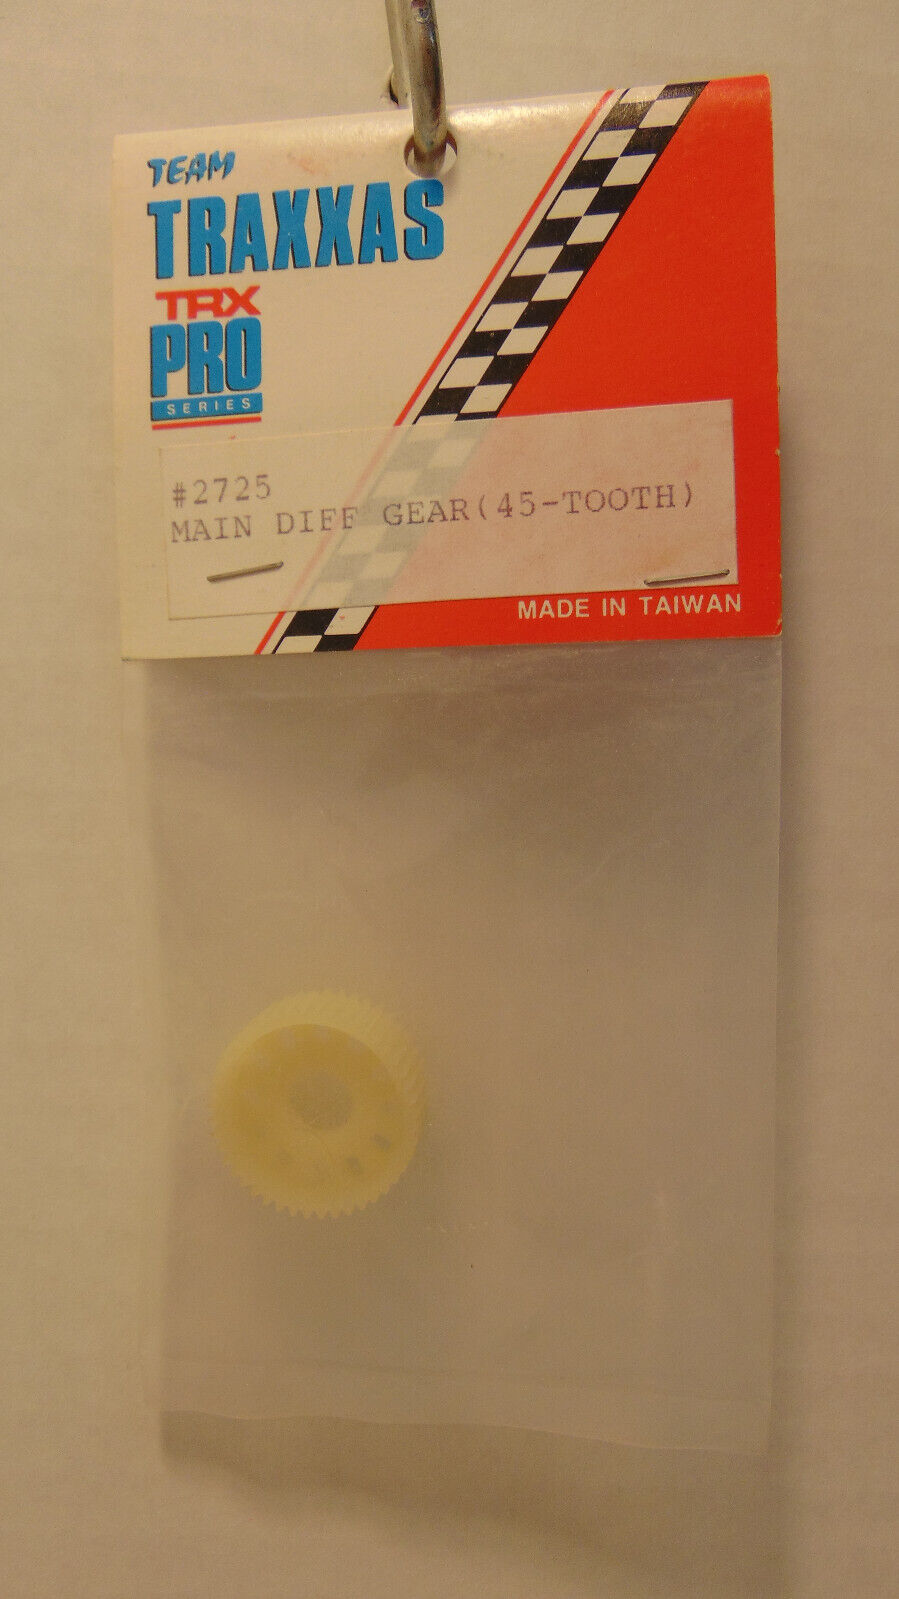 TEAM
TRAXXAS
TRX
PRO
SERIES
#2725
MAIN DIFF GEAR(45-TOOTH)
MADE IN TAIWAN